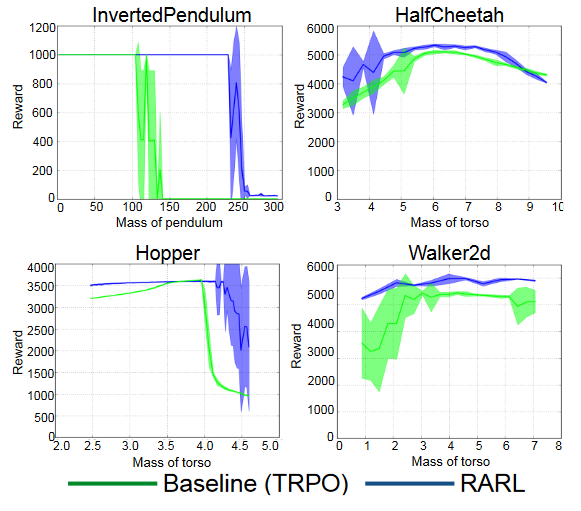 InvertedPendulum
1200
1000
800
600
400
200
0
Reward
0 50 100 150 200 250 300
Mass of pendulum
HalfCheetah
6000
5000
4000
3000
2000
1000
0
Reward
3 4 5 6 7 8 9 10
Mass of torso
Hopper
4000
3500
3000
2500
2000
1500
1000
500
0
Reward
2.0 2.5 3.0 3.5 4.0 4.5 5.0
Mass of torso
Walker2d
6000
5000
4000
3000
2000
1000
0
Reward
0 1 2 3 4 5 6 7 8
Mass of torso
Baseline (TRPO) RARL